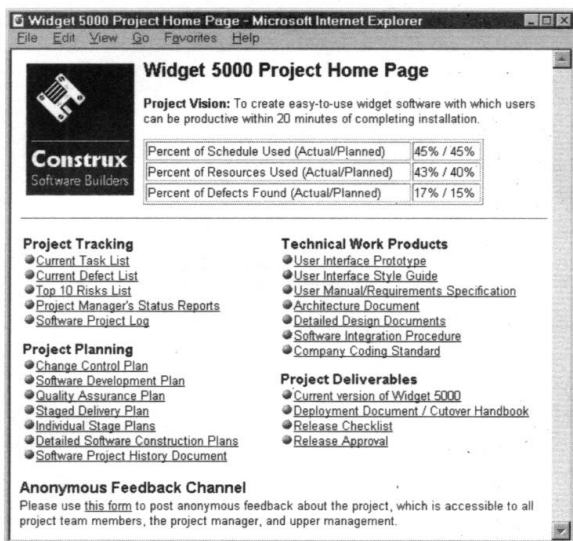 Widget 5000 Project Home Page - Microsoft Internet Explorer
File Edit View Go Favorites Help
Construx
Software Builders
Widget 5000 Project Home Page
Project Vision: To create easy-to-use widget software with which users
can be productive within 20 minutes of completing installation.
Percent of Schedule Used (Actual/Planned) 45% / 45%
Percent of Resources Used (Actual/Planned) 43% / 40%
Percent of Defects Found (Actual/Planned) 17% / 15%
Project Tracking
Current Task List
Current Defect List
Top 10 Risks List
Project Manager's Status Reports
Software Project Log
Project Planning
Change Control Plan
Software Development Plan
Quality Assurance Plan
Staged Delivery Plan
Individual Stage Plans
Detailed Software Construction Plans
Software Project History Document
Technical Work Products
User Interface Prototype
User Interface Style Guide
User Manual/Requirements Specification
Architecture Document
Detailed Design Documents
Software Integration Procedure
Company Coding Standard
Project Deliverables
Current version of Widget 5000
Deployment Document / Cutover Handbook
Release Checklist
Release Approval
Anonymous Feedback Channel
Please use this form to post anonymous feedback about the project, which is accessible to all
project team members, the project manager, and upper management.